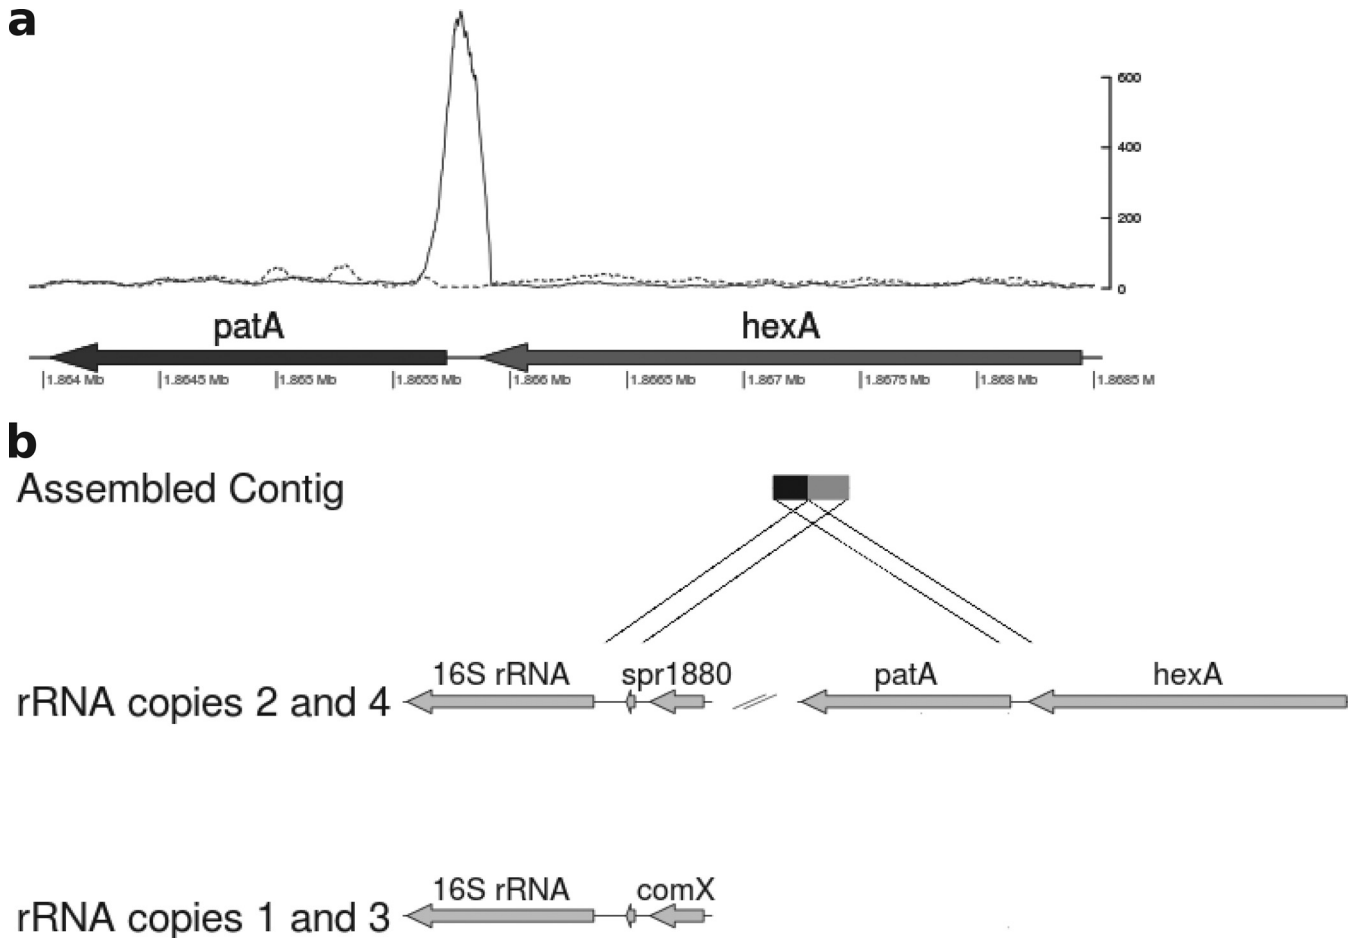 a
600
400
200
0
patA hexA
1.864 Mb 1.8645 Mb 1.865 Mb 1.8655 Mb 1.866 Mb 1.8665 Mb 1.867 Mb 1.8675 Mb 1.868 Mb 1.8685 M
b
Assembled Contig
16S rRNA spr1880 patA hexA
rRNA copies 2 and 4
16S rRNA comX
rRNA copies 1 and 3